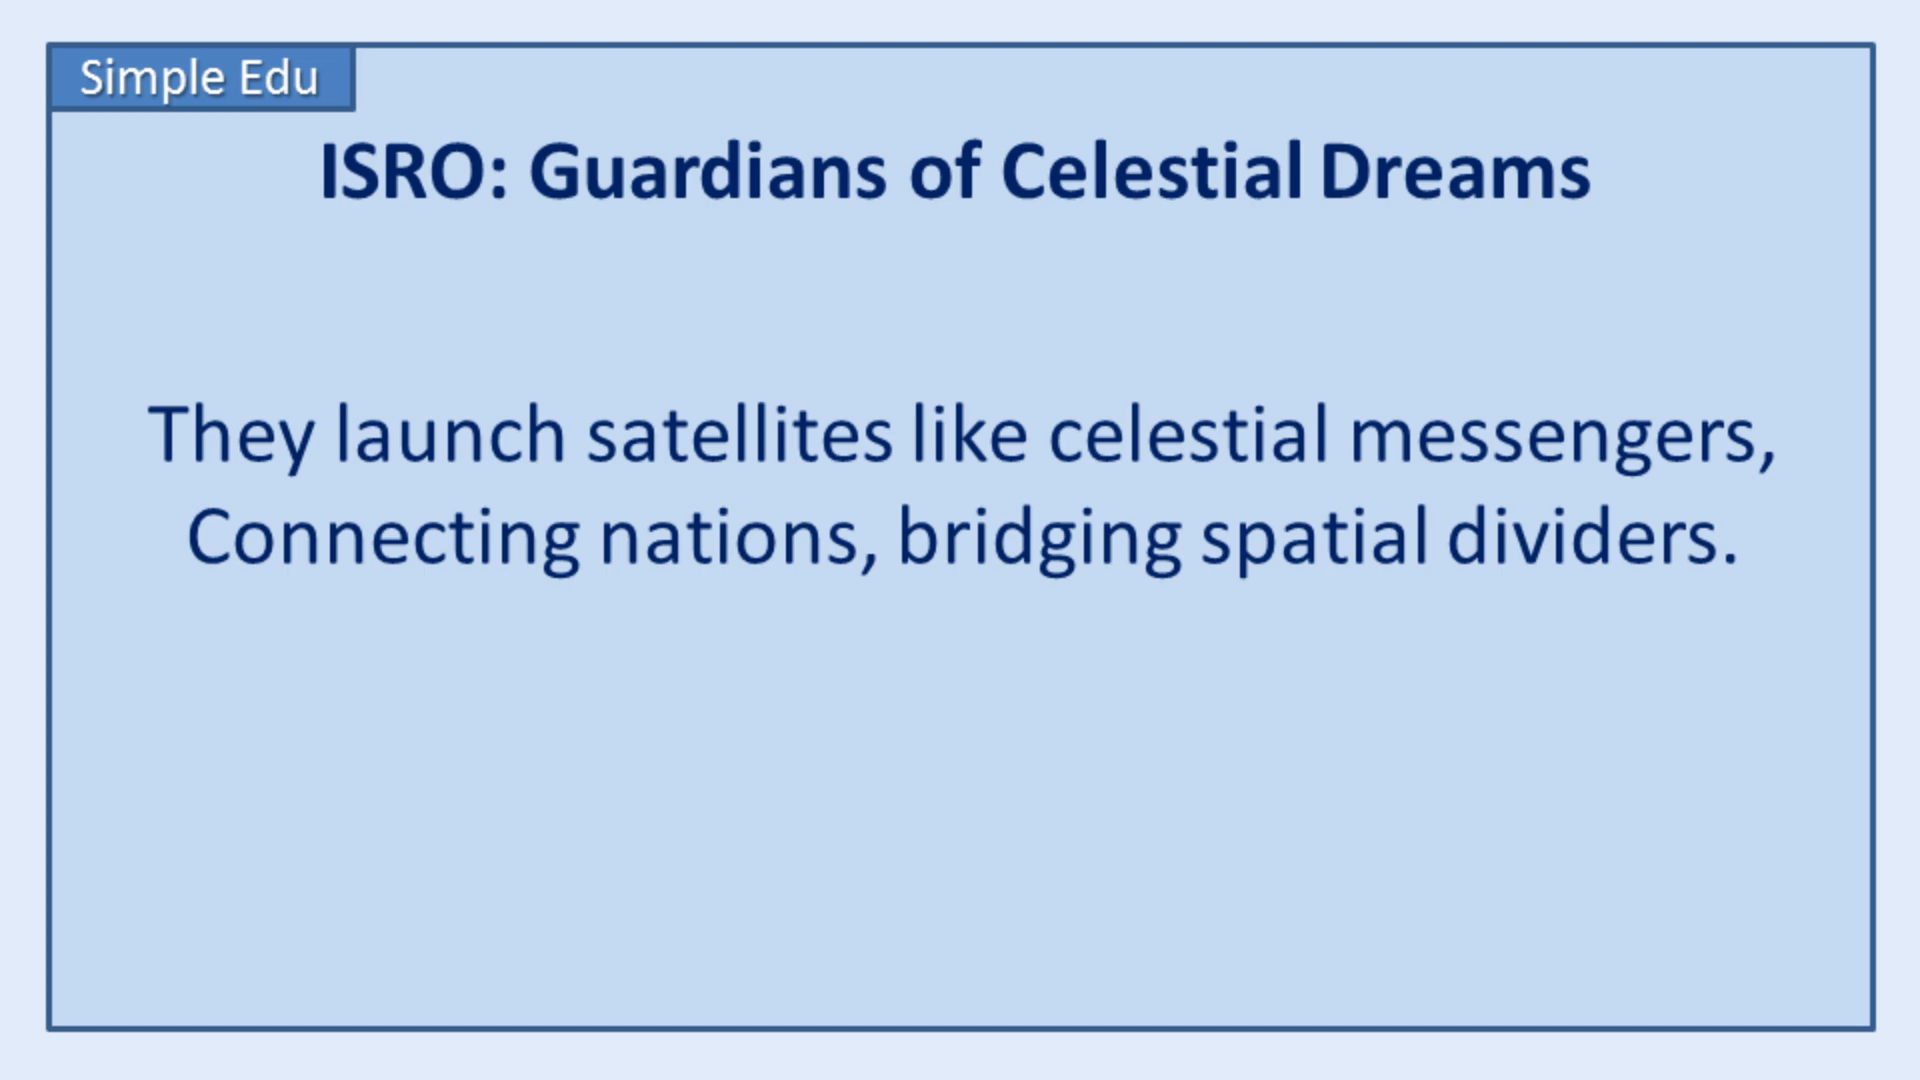 Simple Edu
ISRO: Guardians of Celestial Dreams
They launch satellites like celestial messengers,
Connecting nations, bridging spatial dividers.